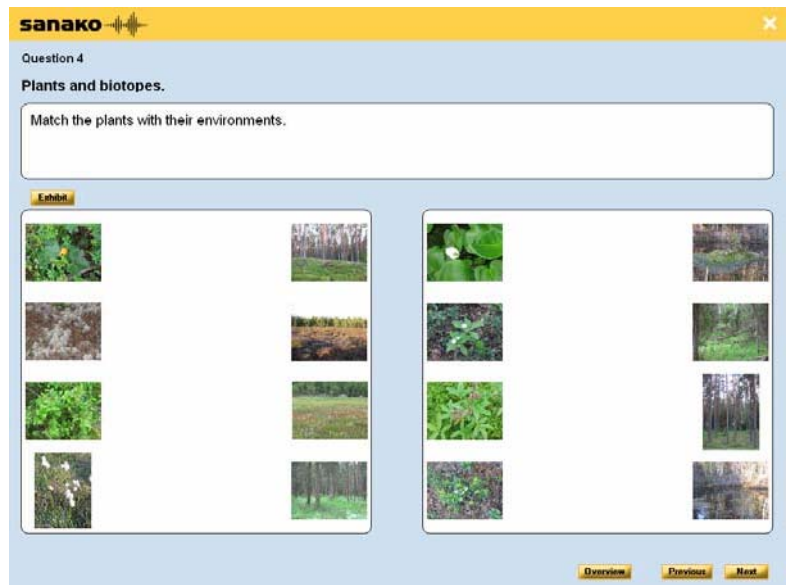 sanako
Question 4
Plants and biotopes.
Match the plants with their environments.
Exhibit
Overview
Previous
Next